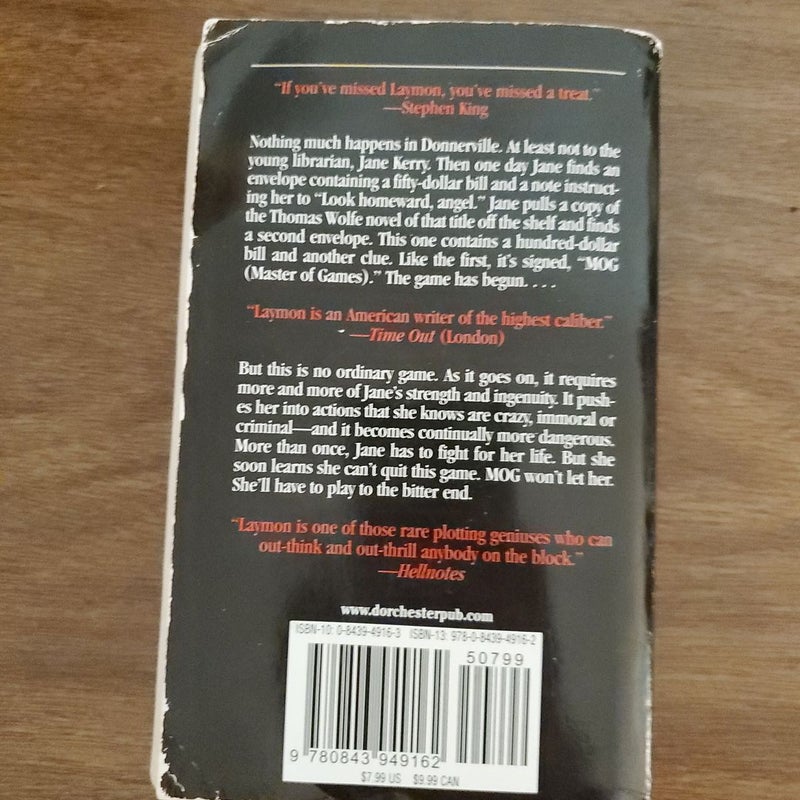 "If you've missed Laymon, you've missed a treat."
—Stephen King
Nothing much happens in Donnerville. At least not to the
young librarian, Jane Kerry. Then one day Jane finds an
envelope containing a fifty-dollar bill and a note instruct-
ing her to "Look homeward, angel." Jane pulls a copy of
the Thomas Wolfe novel of that title off the shelf and finds
a second envelope. This one contains a hundred-dollar
bill and another clue. Like the first, it's signed, "MOG
(Master of Games)." The game has begun. . . .
"Laymon is an American writer of the highest caliber."
—Time Out (London)
But this is no ordinary game. As it goes on, it requires
more and more of Jane's strength and ingenuity. It push-
es her into actions that she knows are crazy, immoral or
criminal—and it becomes continually more dangerous.
More than once, Jane has to fight for her life. But she
soon learns she can't quit this game. MOG won't let her.
She'll have to play to the bitter end.
"Laymon is one of those rare plotting geniuses who can
out-think and out-thrill anybody on the block."
—Hellnotes
www.dorchesterpub.com
ISBN-10: 0-8439-4916-3 ISBN-13: 978-0-8439-4916-2
50799
9 780843 949162
$7.99 US $9.99 CAN